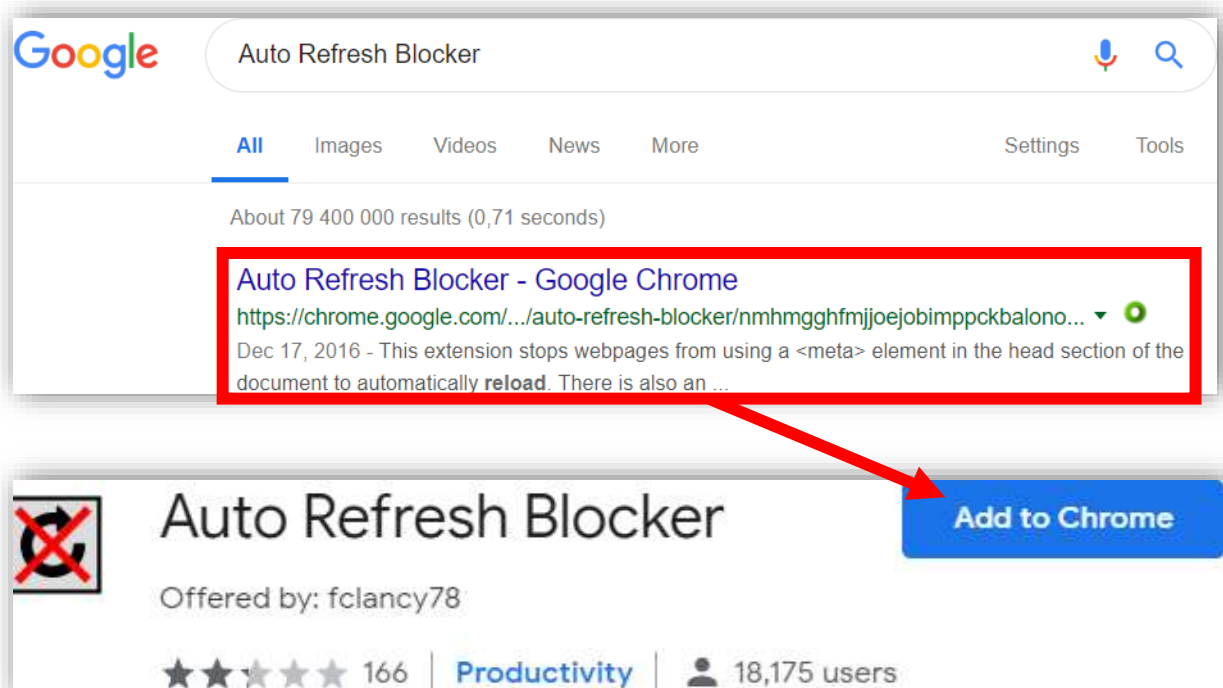 Google Auto Refresh Blocker
All Images Videos News More Settings Tools
About 79 400 000 results (0,71 seconds)
Auto Refresh Blocker - Google Chrome
https://chrome.google.com/.../auto-refresh-blocker/nmhmgghfmjjoejobimppckbalono...
Dec 17, 2016 - This extension stops webpages from using a <meta> element in the head section of the
document to automatically reload. There is also an ...
Auto Refresh Blocker Add to Chrome
Offered by: fclancy78
166 | Productivity | 18,175 users